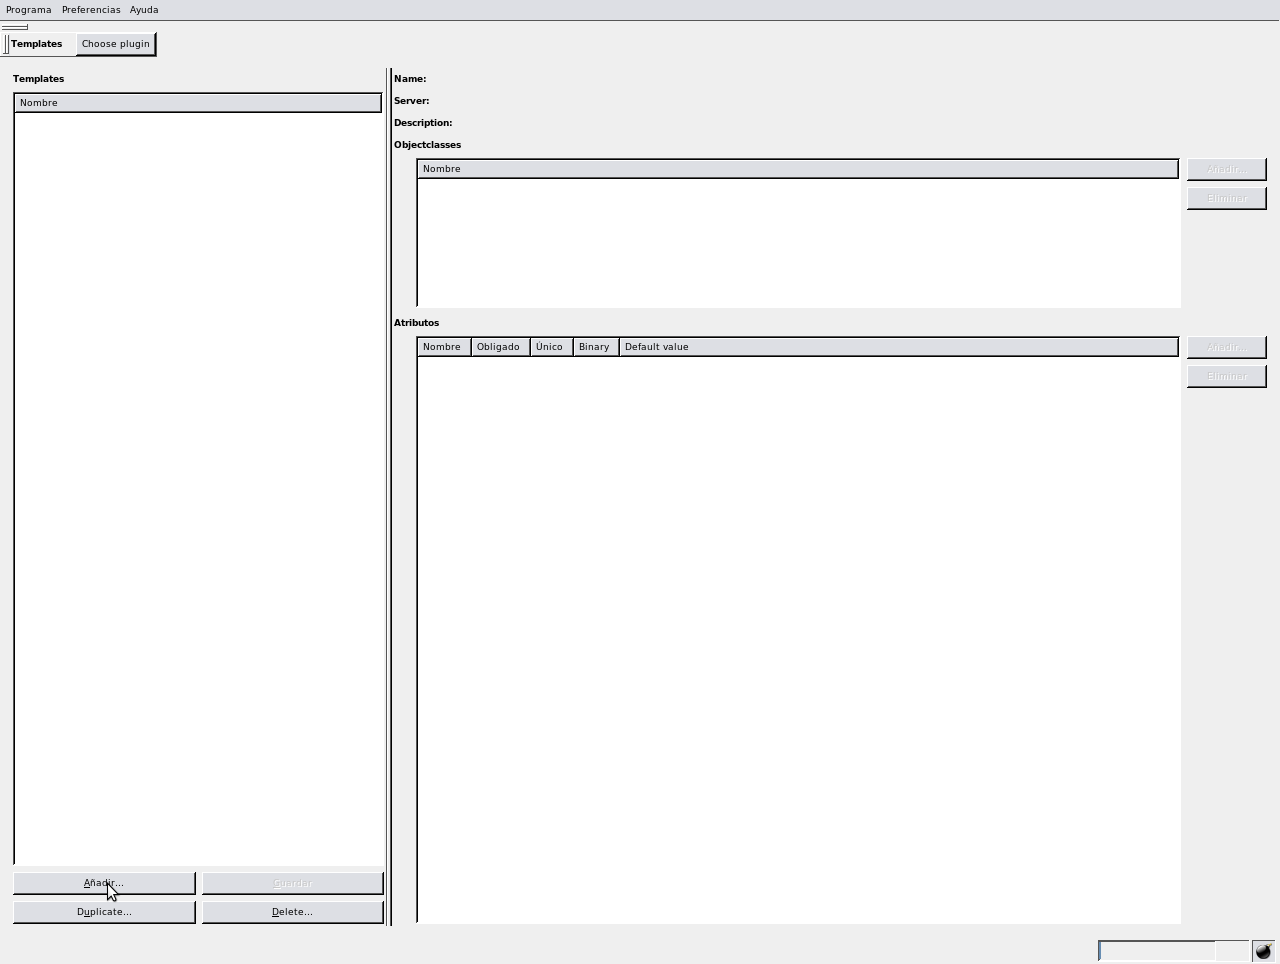 Programa Preferencias Ayuda
Templates Choose plugin
Templates
Nombre
Añadir... Guardar
Duplicate... Delete...
Name:
Server:
Description:
Objectclasses
Nombre
Añadir...
Eliminar
Atributos
Nombre Obligado Único Binary Default value
Añadir...
Eliminar